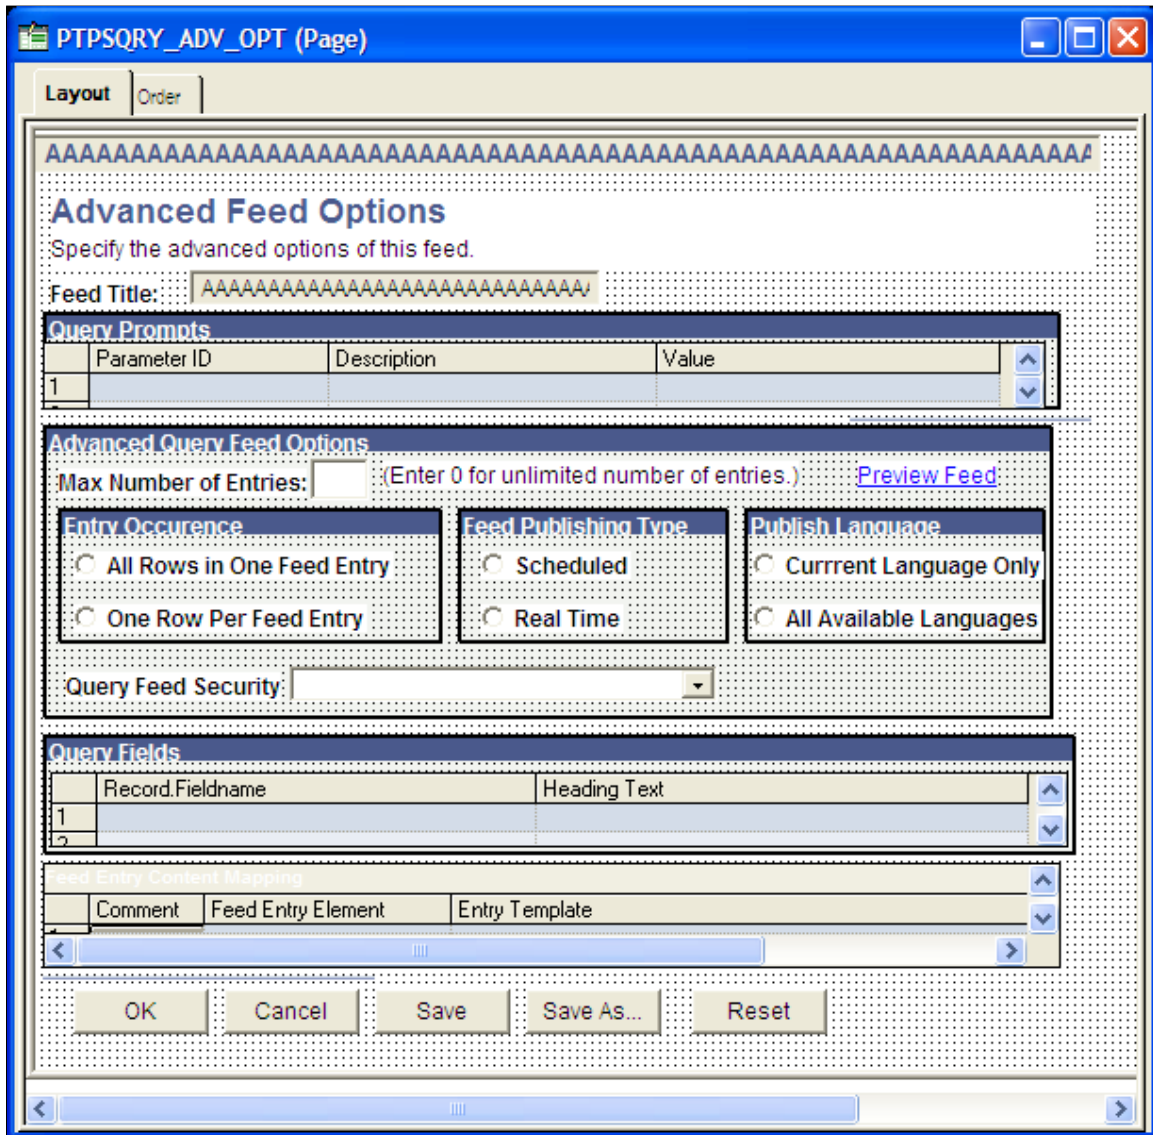 PTPSQRY_ADV_OPT (Page)
Layout Order
AAAAAAAAAAAAAAAAAAAAAAAAAAAAAAAAAAAAAAAAAAAAAAAAAAAAAAAAAAAAA
Advanced Feed Options
Specify the advanced options of this feed.
Feed Title: AAAAAAAAAAAAAAAAAAAAAAAAAAAAAA
Query Prompts
Parameter ID Description Value
1
Advanced Query Feed Options
Max Number of Entries: (Enter 0 for unlimited number of entries.) Preview Feed
Entry Occurence Feed Publishing Type Publish Language
All Rows in One Feed Entry Scheduled Currrent Language Only
One Row Per Feed Entry Real Time All Available Languages
Query Feed Security:
Query Fields
Record.Fieldname Heading Text
1
2
Feed Entry Content Mapping
Comment Feed Entry Element Entry Template
OK Cancel Save Save As... Reset